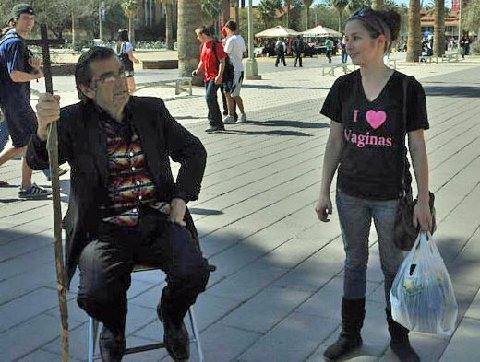 I ♥
Vaginas